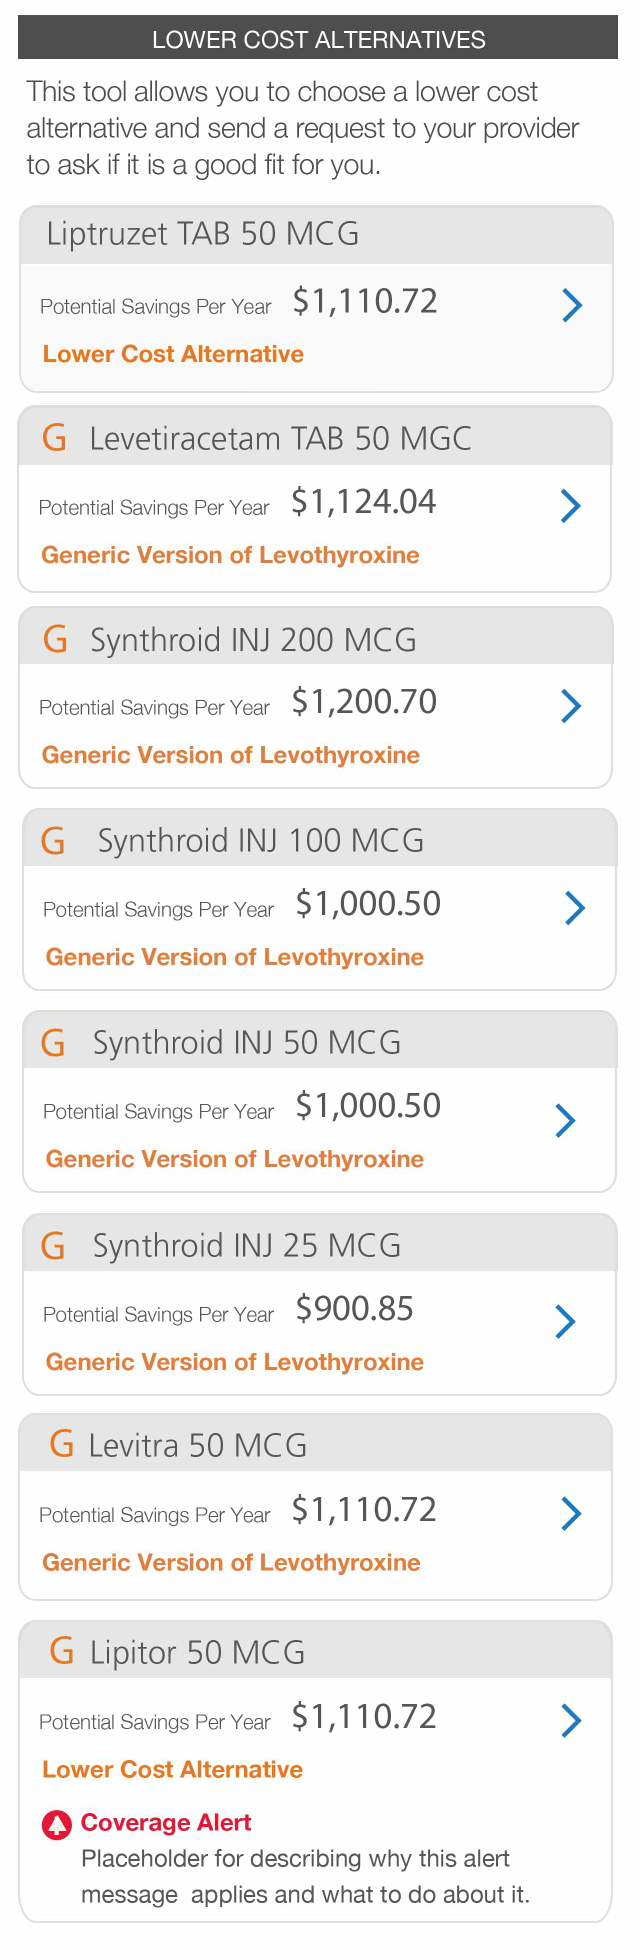 LOWER COST ALTERNATIVES
This tool allows you to choose a lower cost
alternative and send a request to your provider
to ask if it is a good fit for you.
Liptruzet TAB 50 MCG
Potential Savings Per Year $1,110.72
Lower Cost Alternative
G Levetiracetam TAB 50 MGC
Potential Savings Per Year $1,124.04
Generic Version of Levothyroxine
G Synthroid INJ 200 MCG
Potential Savings Per Year $1,200.70
Generic Version of Levothyroxine
G Synthroid INJ 100 MCG
Potential Savings Per Year $1,000.50
Generic Version of Levothyroxine
G Synthroid INJ 50 MCG
Potential Savings Per Year $1,000.50
Generic Version of Levothyroxine
G Synthroid INJ 25 MCG
Potential Savings Per Year $900.85
Generic Version of Levothyroxine
G Levitra 50 MCG
Potential Savings Per Year $1,110.72
Generic Version of Levothyroxine
G Lipitor 50 MCG
Potential Savings Per Year $1,110.72
Lower Cost Alternative
Coverage Alert
Placeholder for describing why this alert
message applies and what to do about it.